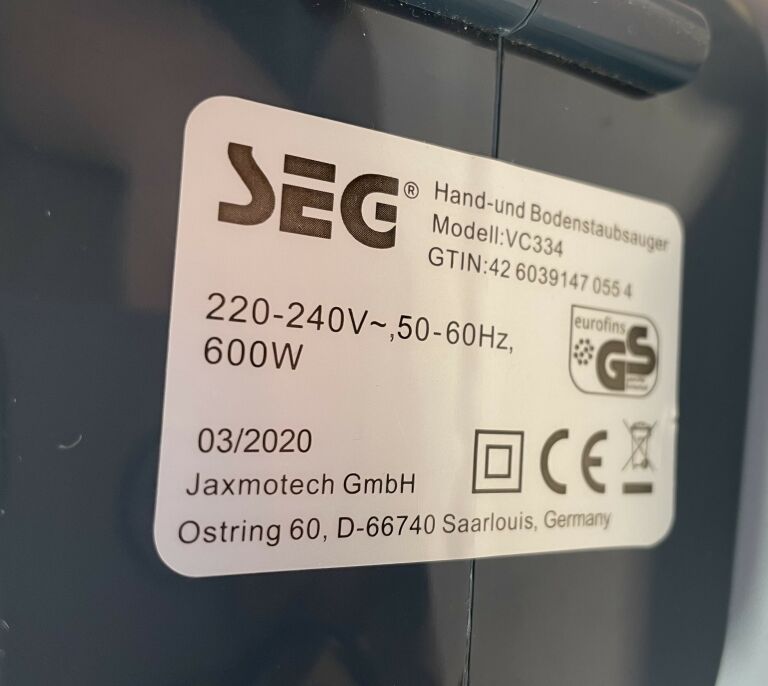 SEG® Hand-und Bodenstaubsauger
Modell:VC334
GTIN:42 6039147 055 4
220-240V~,50-60Hz,
600W
eurofins
GS
03/2020
CE
Jaxmotech GmbH
Ostring 60, D-66740 Saarlouis, Germany